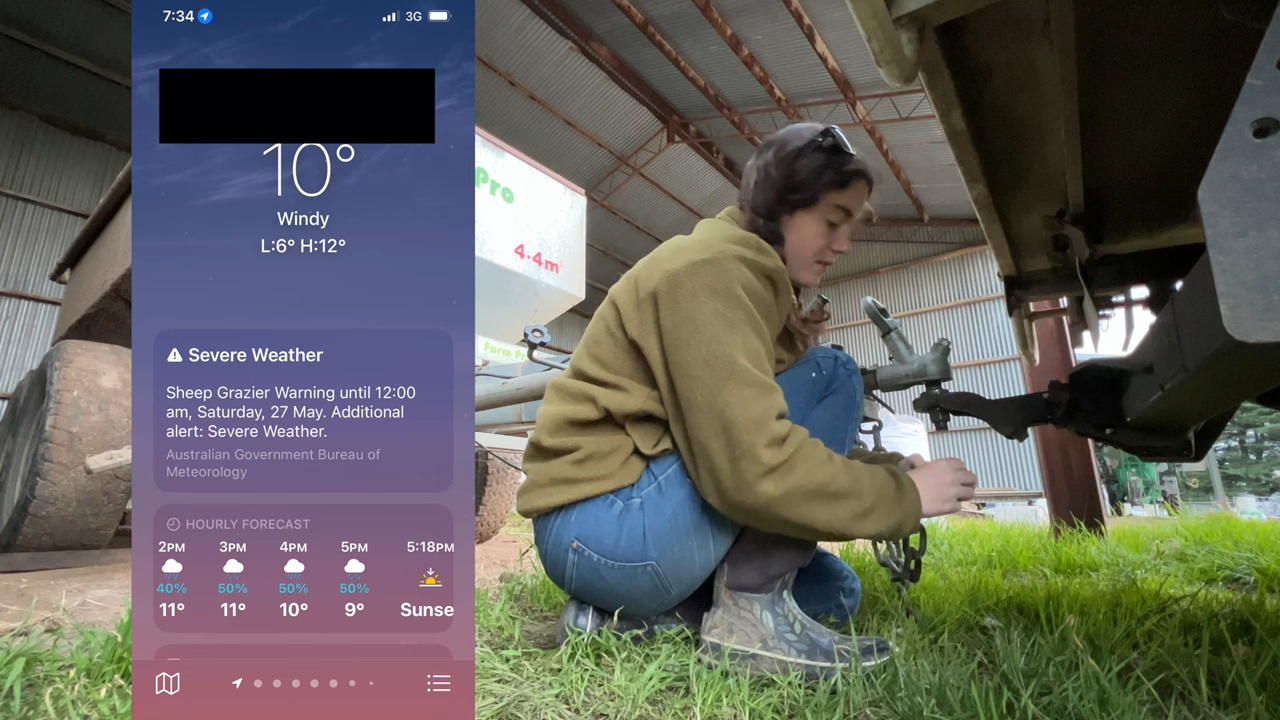 7:34
3G
10°
Windy
L:6° H:12°
Severe Weather
Sheep Grazier Warning until 12:00
am, Saturday, 27 May. Additional
alert: Severe Weather.
Australian Government Bureau of
Meteorology
HOURLY FORECAST
2PM 3PM 4PM 5PM 5:18PM
40% 50% 50% 50%
11° 11° 10° 9° Sunse
Pro
4.4m
Farm Pr